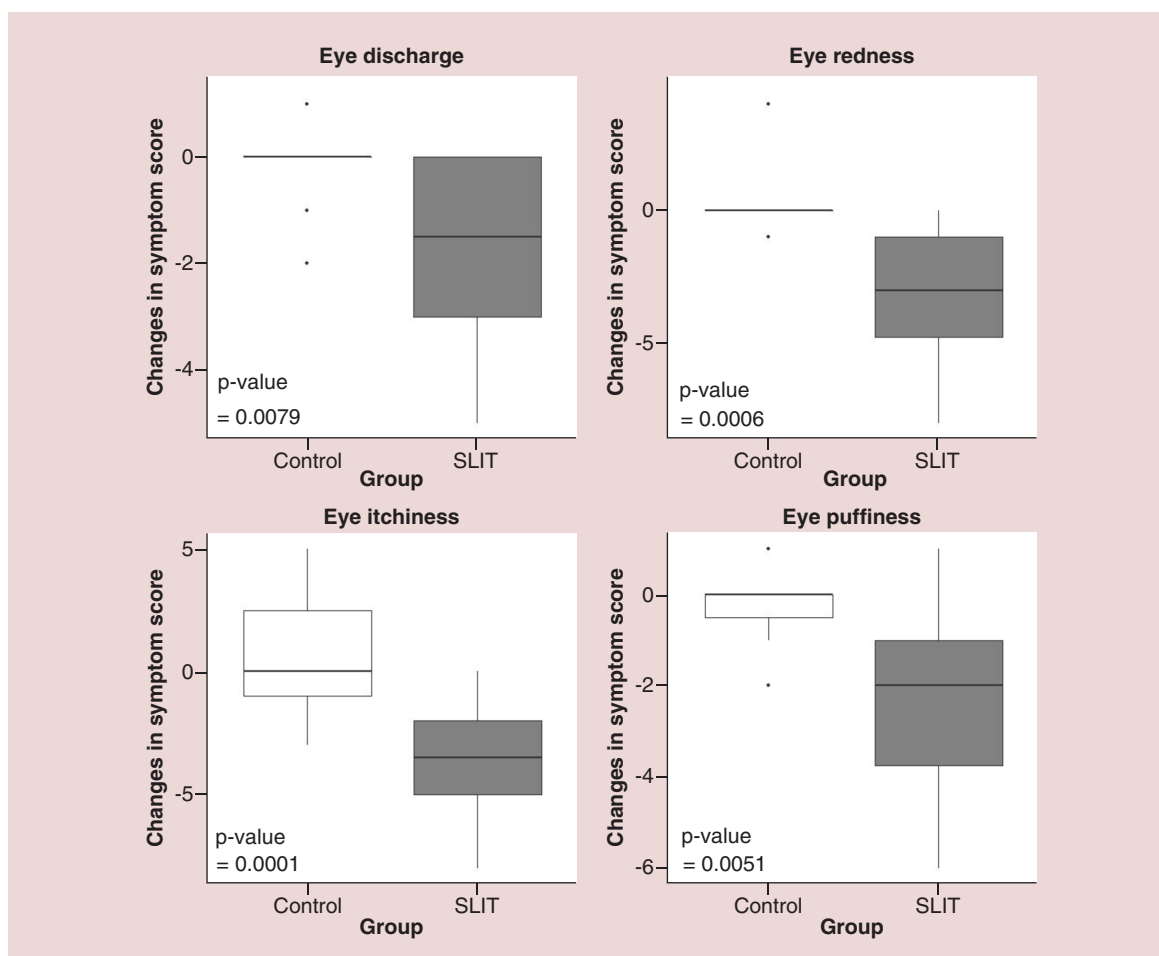 Eye discharge
Changes in symptom score
0
-2
-4
p-value
= 0.0079
Control
SLIT
Group
Eye redness
Changes in symptom score
0
-5
p-value
= 0.0006
Control
SLIT
Group
Eye itchiness
Changes in symptom score
5
0
-5
p-value
= 0.0001
Control
SLIT
Group
Eye puffiness
Changes in symptom score
0
-2
-4
-6
p-value
= 0.0051
Control
SLIT
Group